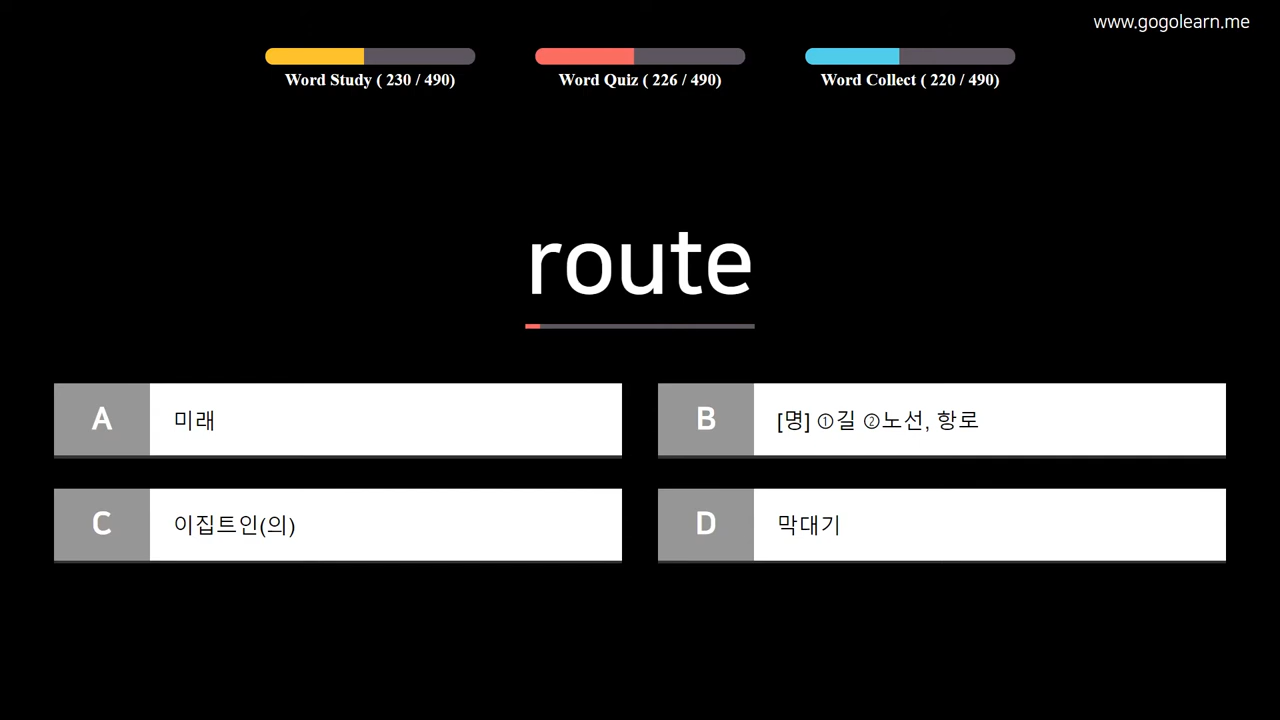 www.gogolearn.me
Word Study ( 230 / 490)
Word Quiz ( 226 / 490)
Word Collect ( 220 / 490)
route
A 미래
B [명] ①길 ②노선, 항로
C 이집트인(의)
D 막대기